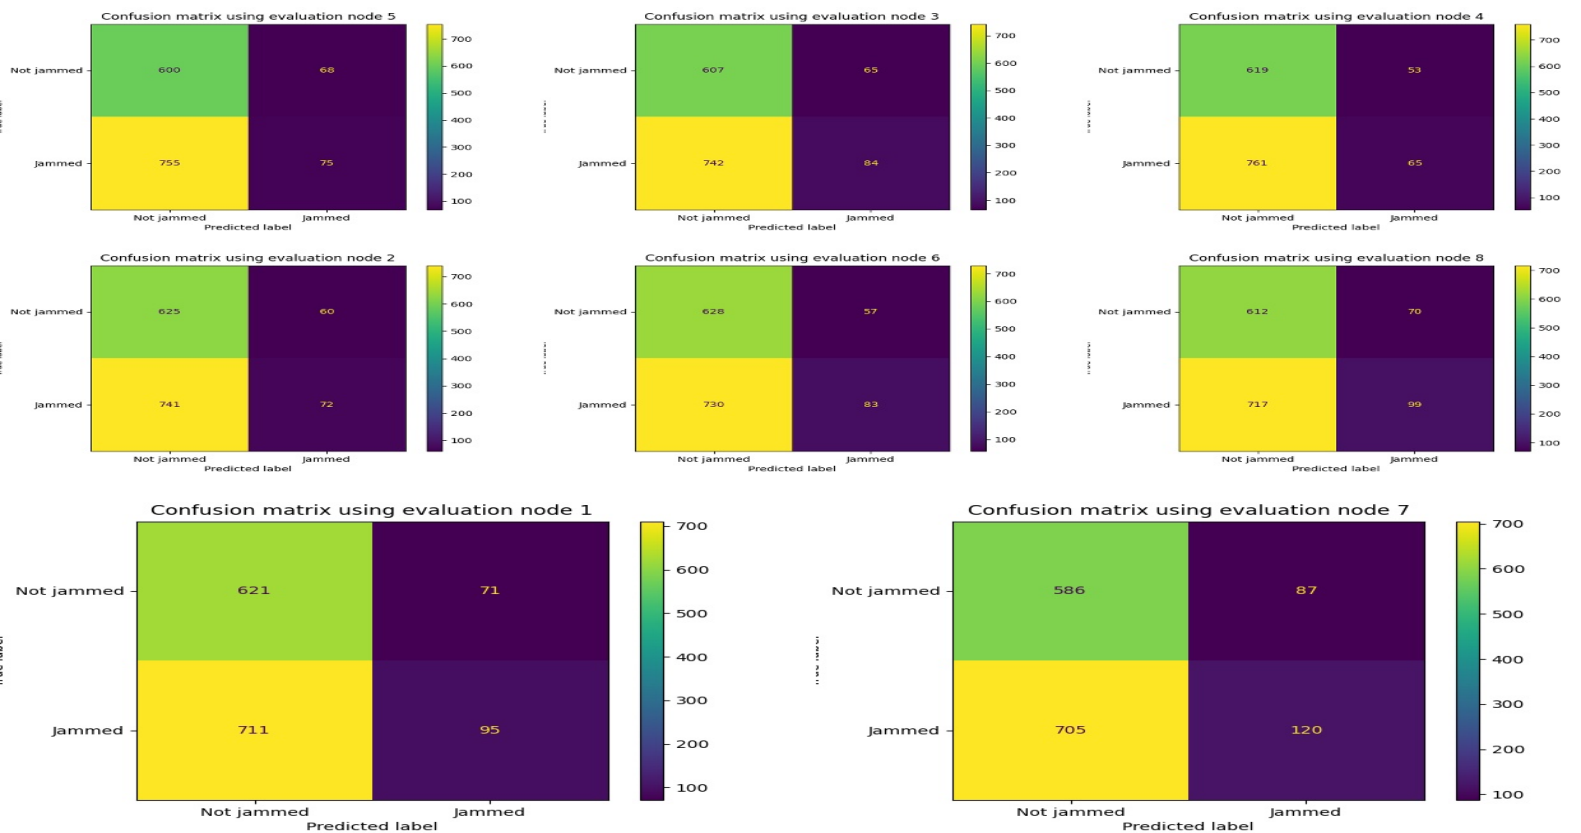 Confusion matrix using evaluation node 5
Not jammed
600
68
Jammed
755
75
Not jammed
Jammed
Predicted label
700
600
500
400
300
200
100
Confusion matrix using evaluation node 3
Not jammed
607
65
Jammed
742
84
Not jammed
Jammed
Predicted label
700
600
500
400
300
200
100
Confusion matrix using evaluation node 4
Not jammed
619
53
Jammed
761
65
Not jammed
Jammed
Predicted label
700
600
500
400
300
200
100
Confusion matrix using evaluation node 2
Not jammed
625
60
Jammed
741
72
Not jammed
Jammed
Predicted label
700
600
500
400
300
200
100
Confusion matrix using evaluation node 6
Not jammed
628
57
Jammed
730
83
Not jammed
Jammed
Predicted label
700
600
500
400
300
200
100
Confusion matrix using evaluation node 8
Not jammed
612
70
Jammed
717
99
Not jammed
Jammed
Predicted label
700
600
500
400
300
200
100
Confusion matrix using evaluation node 1
Not jammed
621
71
Jammed
711
95
Not jammed
Jammed
Predicted label
700
600
500
400
300
200
100
Confusion matrix using evaluation node 7
Not jammed
586
87
Jammed
705
120
Not jammed
Jammed
Predicted label
700
600
500
400
300
200
100